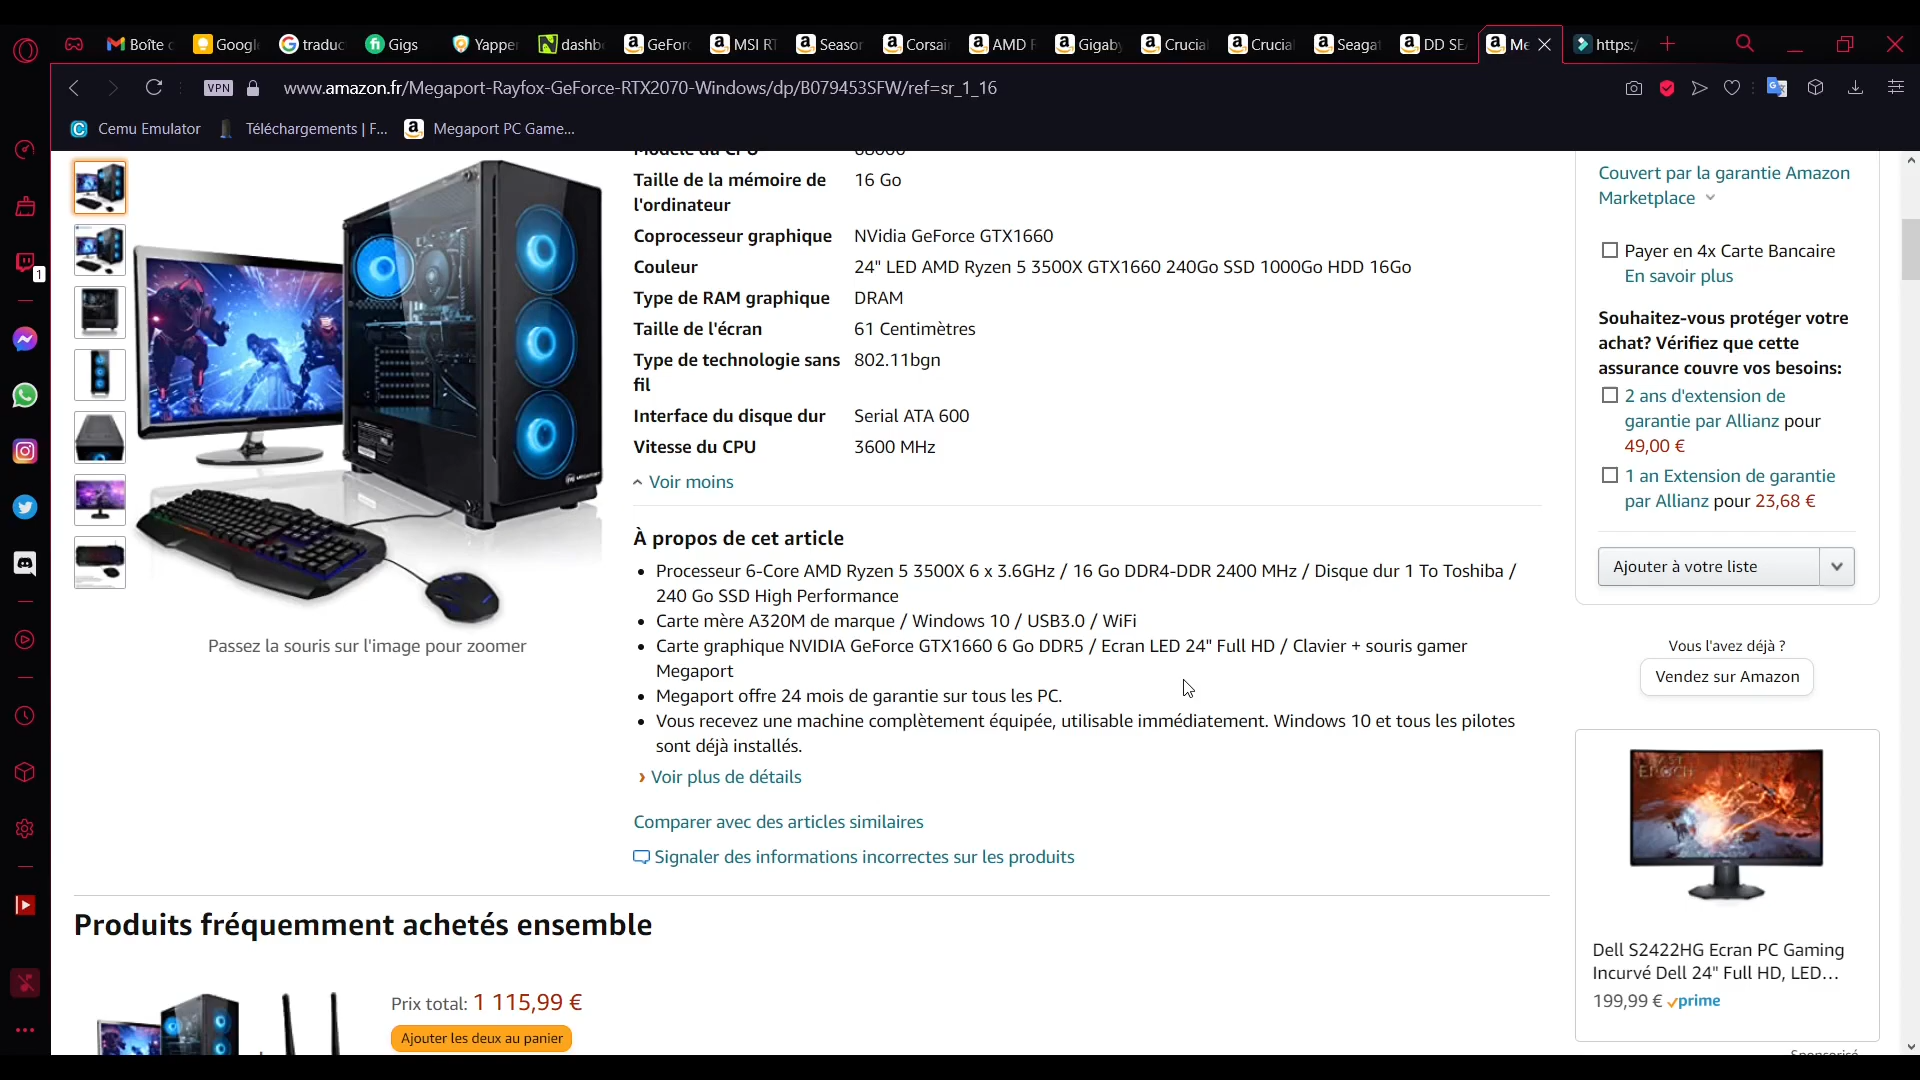 Boîte
Googl
traduc
Gigs
Yapper
dashb
GeFor
MSI RT
Season
Corsai
AMD
Gigaby
Crucia
Crucia
Seagat
DD SE
Me
https:/
VPN
www.amazon.fr/Megaport-Rayfox-GeForce-RTX2070-Windows/dp/B079453SFW/ref=sr_1_16
Cemu Emulator
Téléchargements | F...
Megaport PC Game...
1
Modèle du CPU
Taille de la mémoire de l'ordinateur 16 Go
Coprocesseur graphique NVidia GeForce GTX1660
Couleur 24" LED AMD Ryzen 5 3500X GTX1660 240Go SSD 1000Go HDD 16Go
Type de RAM graphique DRAM
Taille de l'écran 61 Centimètres
Type de technologie sans fil 802.11bgn
Interface du disque dur Serial ATA 600
Vitesse du CPU 3600 MHz
Voir moins
Passez la souris sur l'image pour zoomer
À propos de cet article
Processeur 6-Core AMD Ryzen 5 3500X 6 x 3.6GHz / 16 Go DDR4-DDR 2400 MHz / Disque dur 1 To Toshiba /
240 Go SSD High Performance
Carte mère A320M de marque / Windows 10 / USB3.0 / WiFi
Carte graphique NVIDIA GeForce GTX1660 6 Go DDR5 / Ecran LED 24" Full HD / Clavier + souris gamer
Megaport
Megaport offre 24 mois de garantie sur tous les PC.
Vous recevez une machine complètement équipée, utilisable immédiatement. Windows 10 et tous les pilotes
sont déjà installés.
› Voir plus de détails
Comparer avec des articles similaires
Signaler des informations incorrectes sur les produits
Produits fréquemment achetés ensemble
Prix total: 1 115,99 €
Ajouter les deux au panier
Couvert par la garantie Amazon
Marketplace
Payer en 4x Carte Bancaire
En savoir plus
Souhaitez-vous protéger votre
achat? Vérifiez que cette
assurance couvre vos besoins:
2 ans d'extension de
garantie par Allianz pour
49,00 €
1 an Extension de garantie
par Allianz pour 23,68 €
Ajouter à votre liste
Vous l'avez déjà ?
Vendez sur Amazon
Dell S2422HG Ecran PC Gaming
Incurvé Dell 24" Full HD, LED...
199,99 € prime
Sponsorisé